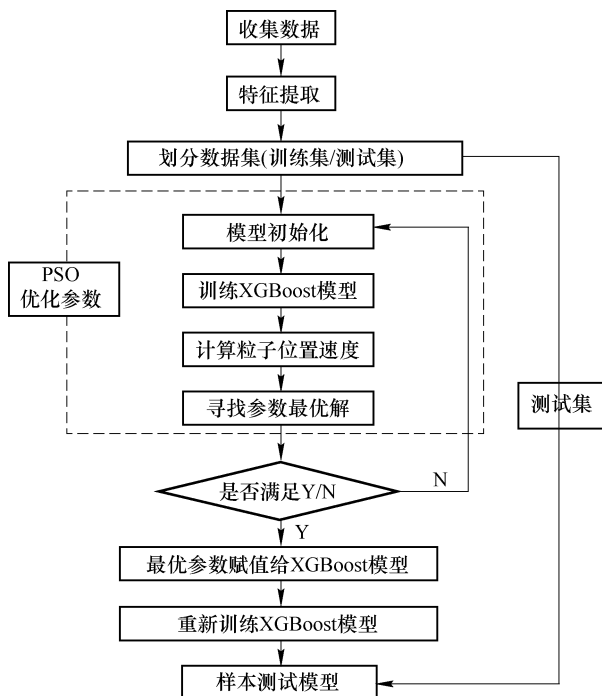 收集数据
特征提取
划分数据集(训练集/测试集)
模型初始化
PSO
优化参数
训练XGBoost模型
计算粒子位置速度
寻找参数最优解
测试集
是否满足Y/N
N
Y
最优参数赋值给XGBoost模型
重新训练XGBoost模型
样本测试模型